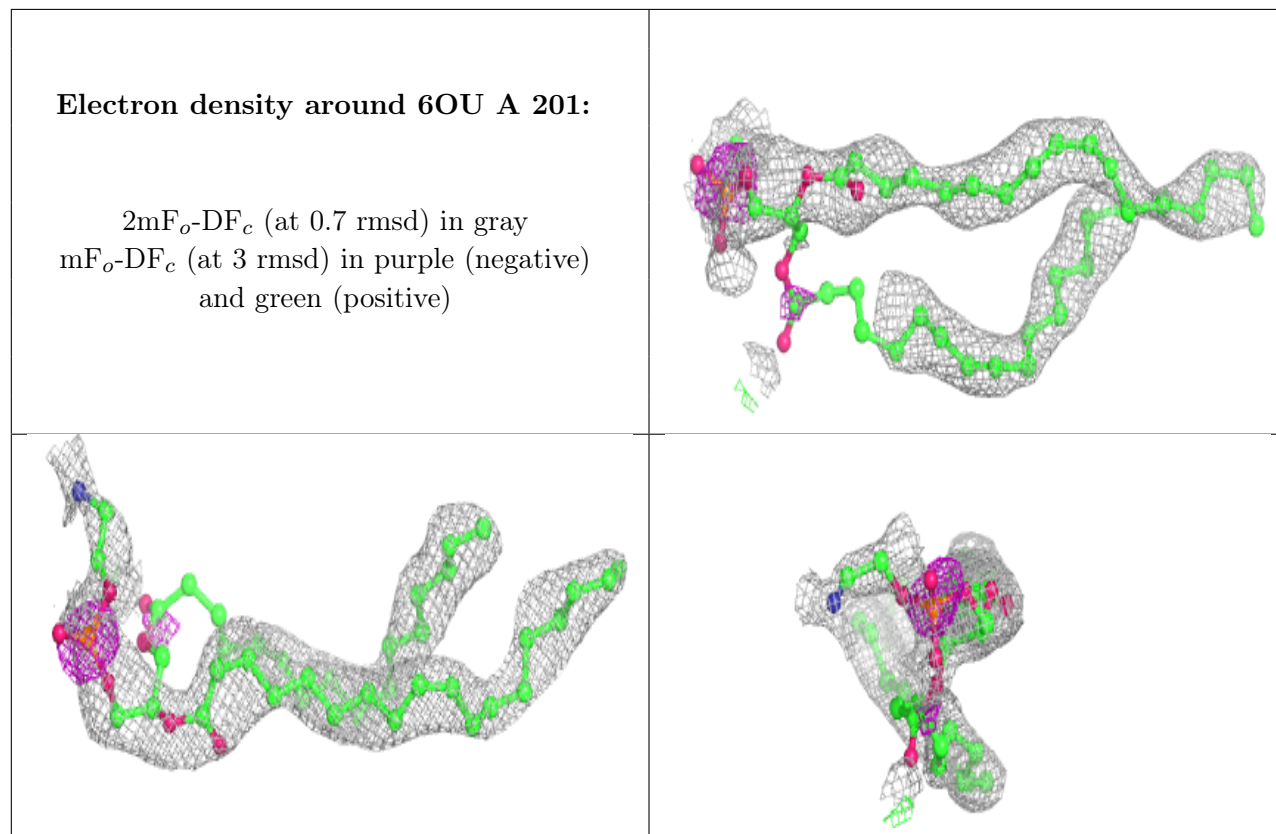 Electron density around 6OU A 201:
2mFo-DFc (at 0.7 rmsd) in gray
mFo-DFc (at 3 rmsd) in purple (negative)
and green (positive)